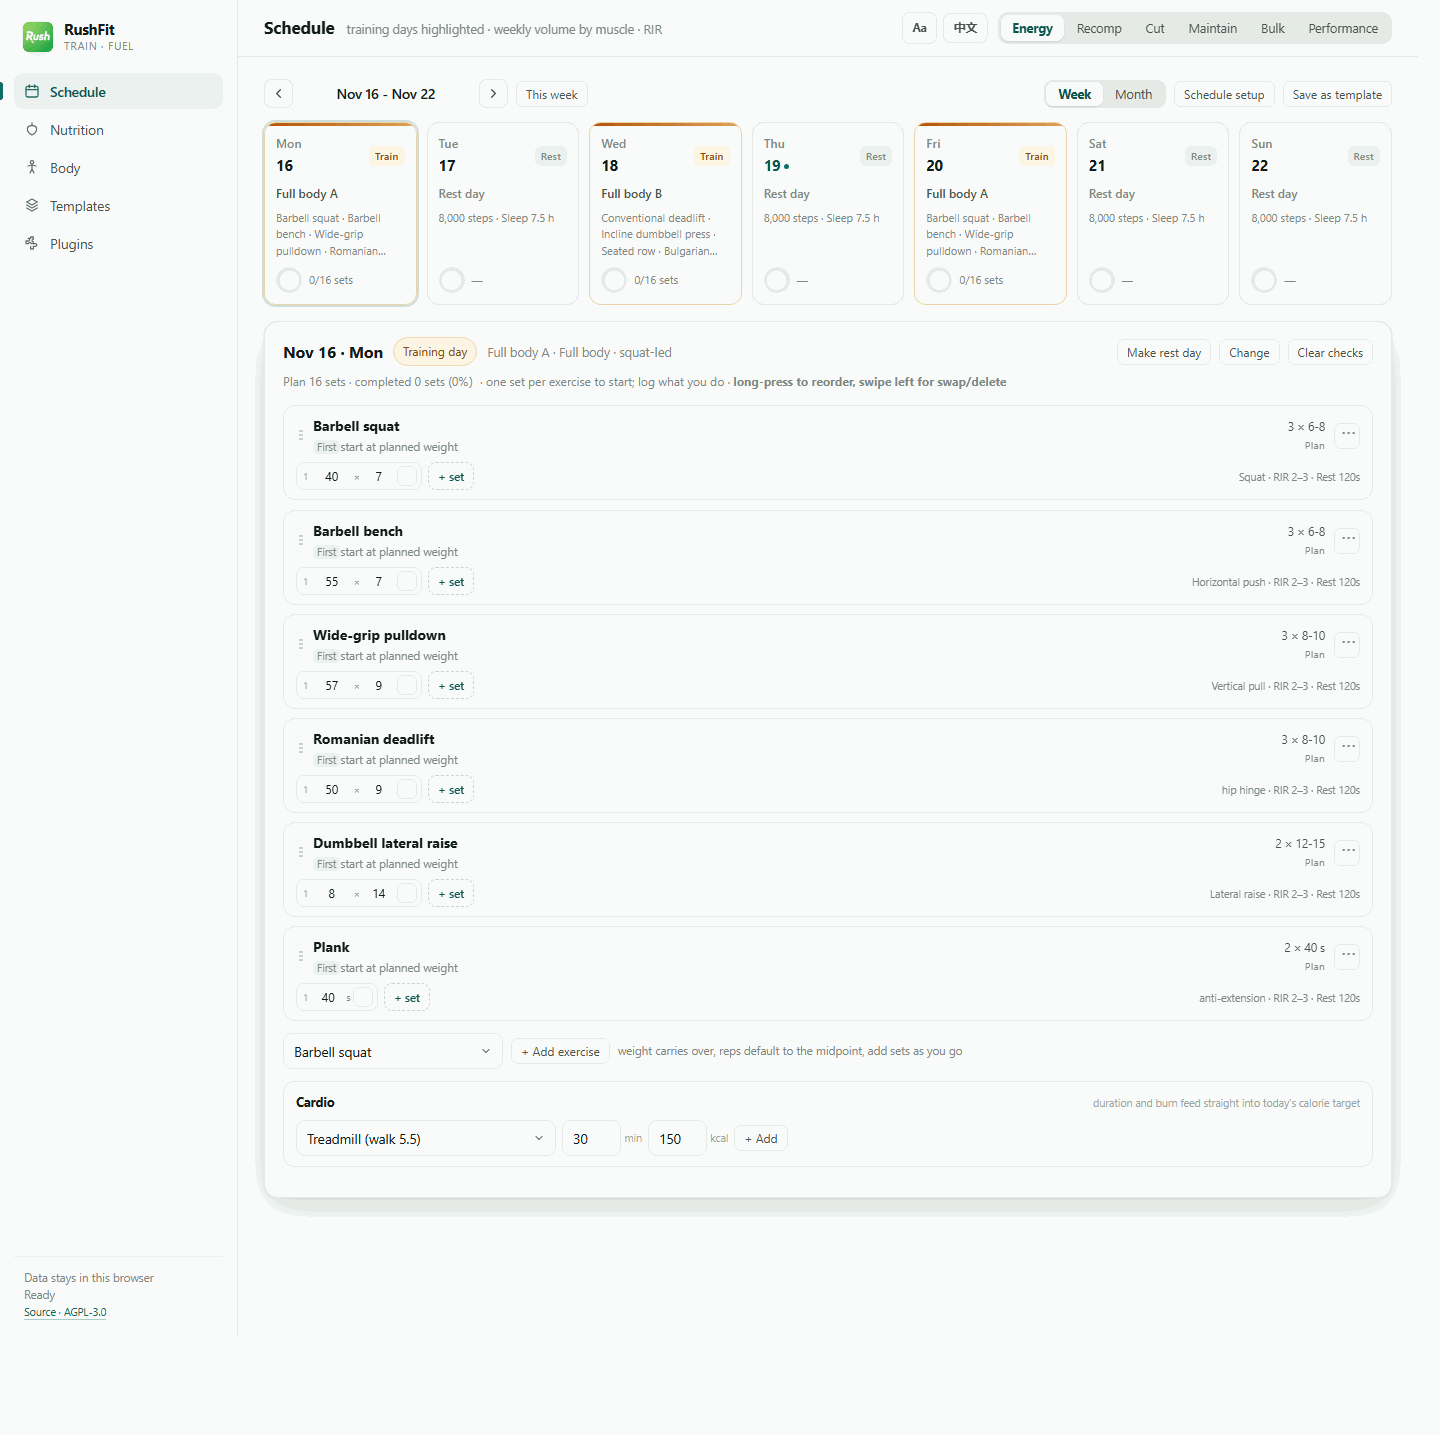 Rush
RushFit
TRAIN · FUEL
Schedule
Nutrition
Body
Templates
Plugins
Data stays in this browser
Ready
Source · AGPL-3.0
Schedule training days highlighted · weekly volume by muscle · RIR
Aa 中文 Energy Recomp Cut Maintain Bulk Performance
Nov 16 - Nov 22 This week
Week Month Schedule setup Save as template
Mon
16
Train
Full body A
Barbell squat · Barbell
bench · Wide-grip
pulldown · Romanian...
0/16 sets
Tue
17
Rest
Rest day
8,000 steps · Sleep 7.5 h
—
Wed
18
Train
Full body B
Conventional deadlift ·
Incline dumbbell press ·
Seated row · Bulgarian...
0/16 sets
Thu
19 •
Rest
Rest day
8,000 steps · Sleep 7.5 h
—
Fri
20
Train
Full body A
Barbell squat · Barbell
bench · Wide-grip
pulldown · Romanian...
0/16 sets
Sat
21
Rest
Rest day
8,000 steps · Sleep 7.5 h
—
Sun
22
Rest
Rest day
8,000 steps · Sleep 7.5 h
—
Nov 16 · Mon Training day Full body A · Full body · squat-led
Make rest day Change Clear checks
Plan 16 sets · completed 0 sets (0%) · one set per exercise to start; log what you do · long-press to reorder, swipe left for swap/delete
Barbell squat
First start at planned weight
3 × 6-8
Plan
1 40 × 7 + set
Squat · RIR 2–3 · Rest 120s
Barbell bench
First start at planned weight
3 × 6-8
Plan
1 55 × 7 + set
Horizontal push · RIR 2–3 · Rest 120s
Wide-grip pulldown
First start at planned weight
3 × 8-10
Plan
1 57 × 9 + set
Vertical pull · RIR 2–3 · Rest 120s
Romanian deadlift
First start at planned weight
3 × 8-10
Plan
1 50 × 9 + set
hip hinge · RIR 2–3 · Rest 120s
Dumbbell lateral raise
First start at planned weight
2 × 12-15
Plan
1 8 × 14 + set
Lateral raise · RIR 2–3 · Rest 120s
Plank
First start at planned weight
2 × 40 s
Plan
1 40 s + set
anti-extension · RIR 2–3 · Rest 120s
Barbell squat + Add exercise weight carries over, reps default to the midpoint, add sets as you go
Cardio duration and burn feed straight into today's calorie target
Treadmill (walk 5.5) 30 min 150 kcal + Add